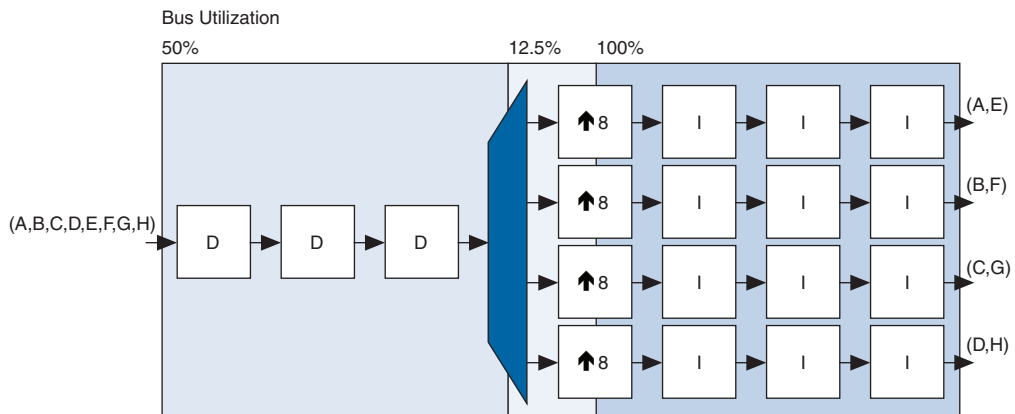 Bus Utilization
50%
12.5%
100%
(A,E)
8
I
I
I
(B,F)
8
I
I
I
(A,B,C,D,E,F,G,H)
D
D
D
(C,G)
8
I
I
I
(D,H)
8
I
I
I